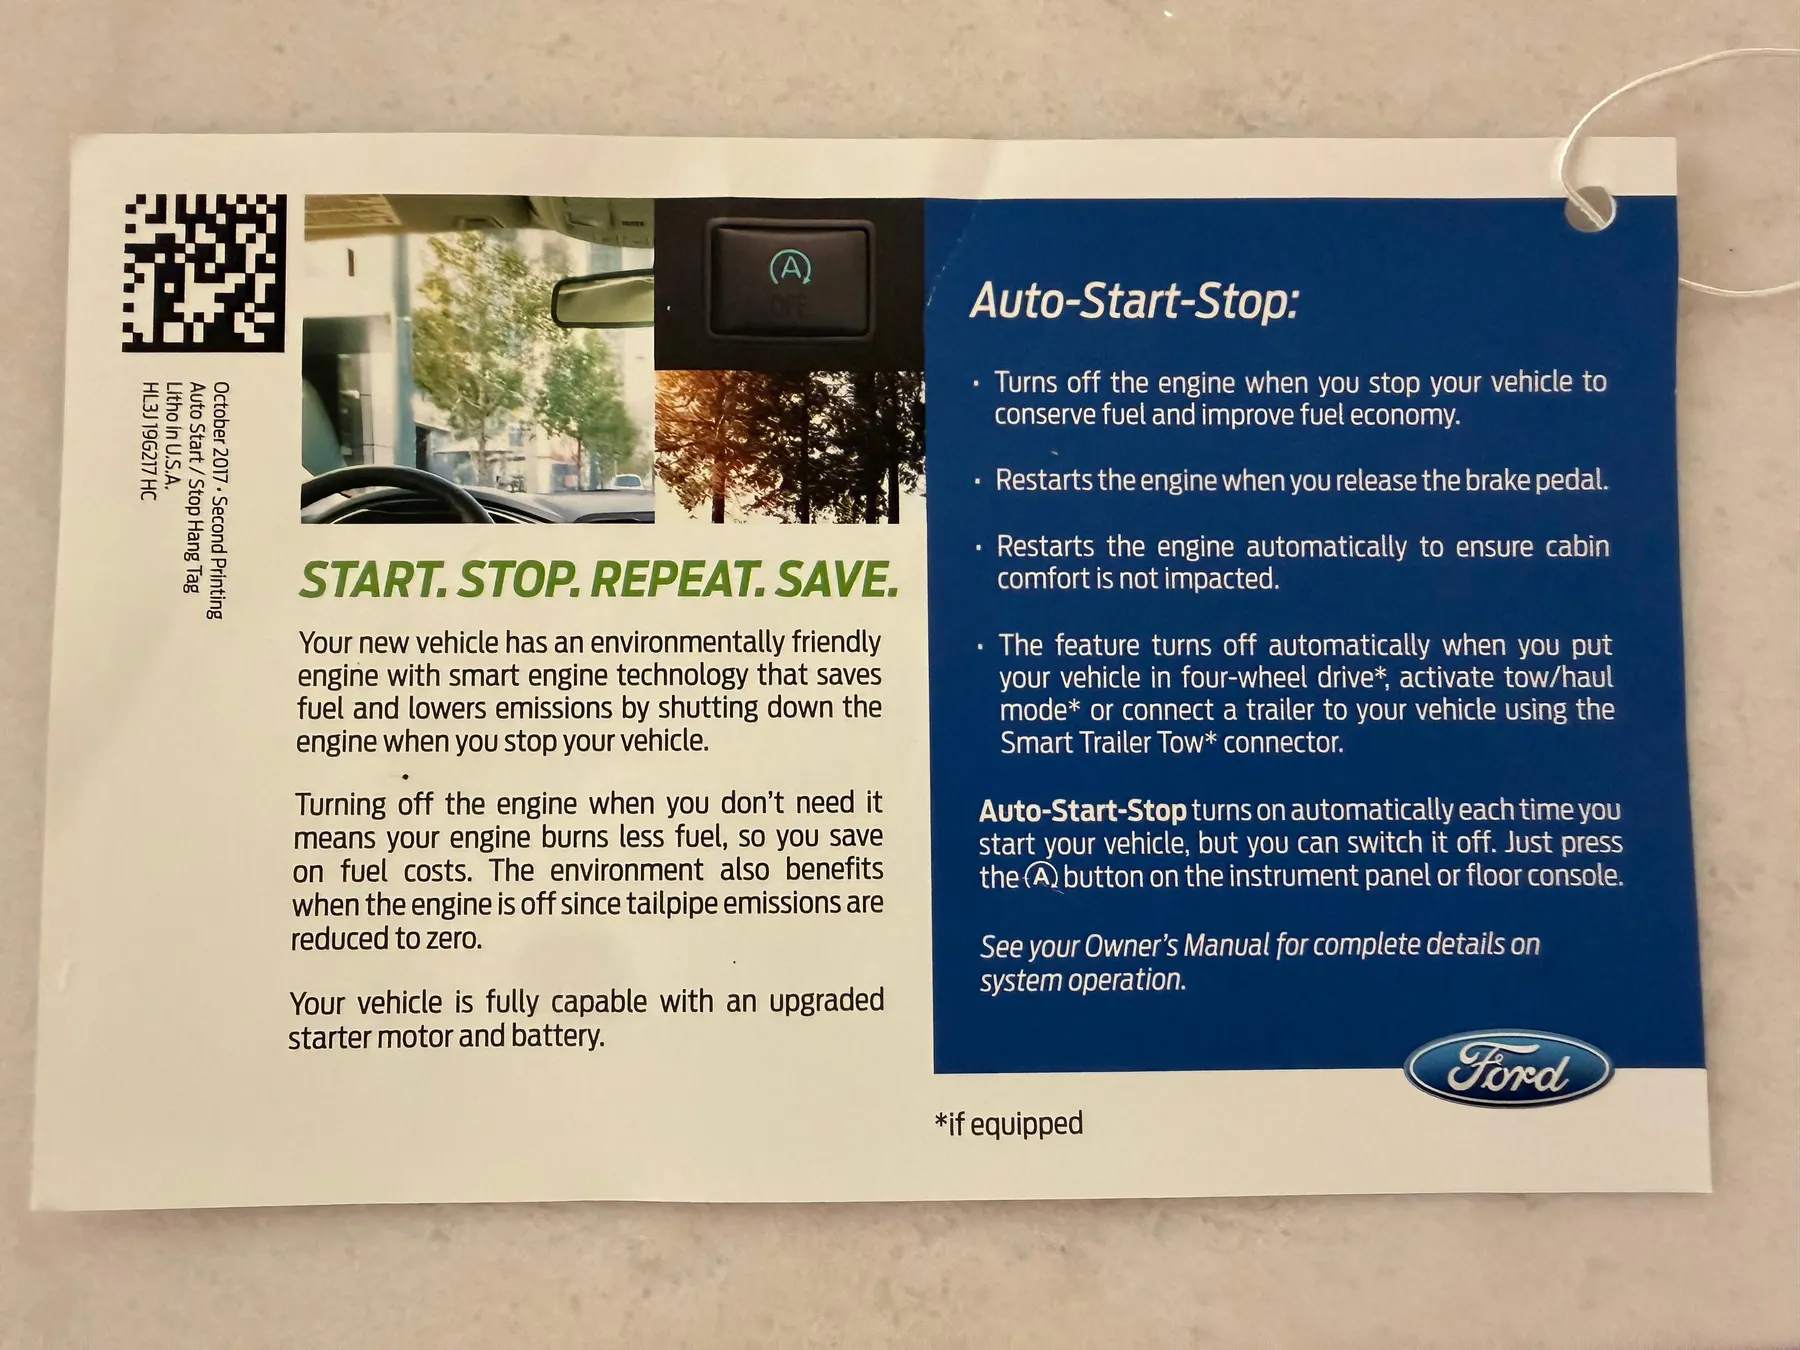 October 2017 • Second Printing
Auto Start / Stop Hang Tag
Litho in U.S.A.
HL3J 19G217 HC
A
OFF
START. STOP. REPEAT. SAVE.
Your new vehicle has an environmentally friendly
engine with smart engine technology that saves
fuel and lowers emissions by shutting down the
engine when you stop your vehicle.
Turning off the engine when you don't need it
means your engine burns less fuel, so you save
on fuel costs. The environment also benefits
when the engine is off since tailpipe emissions are
reduced to zero.
Your vehicle is fully capable with an upgraded
starter motor and battery.
Auto-Start-Stop:
• Turns off the engine when you stop your vehicle to
conserve fuel and improve fuel economy.
• Restarts the engine when you release the brake pedal.
• Restarts the engine automatically to ensure cabin
comfort is not impacted.
• The feature turns off automatically when you put
your vehicle in four-wheel drive*, activate tow/haul
mode* or connect a trailer to your vehicle using the
Smart Trailer Tow* connector.
Auto-Start-Stop turns on automatically each time you
start your vehicle, but you can switch it off. Just press
the (A) button on the instrument panel or floor console.
See your Owner's Manual for complete details on
system operation.
Ford
*if equipped